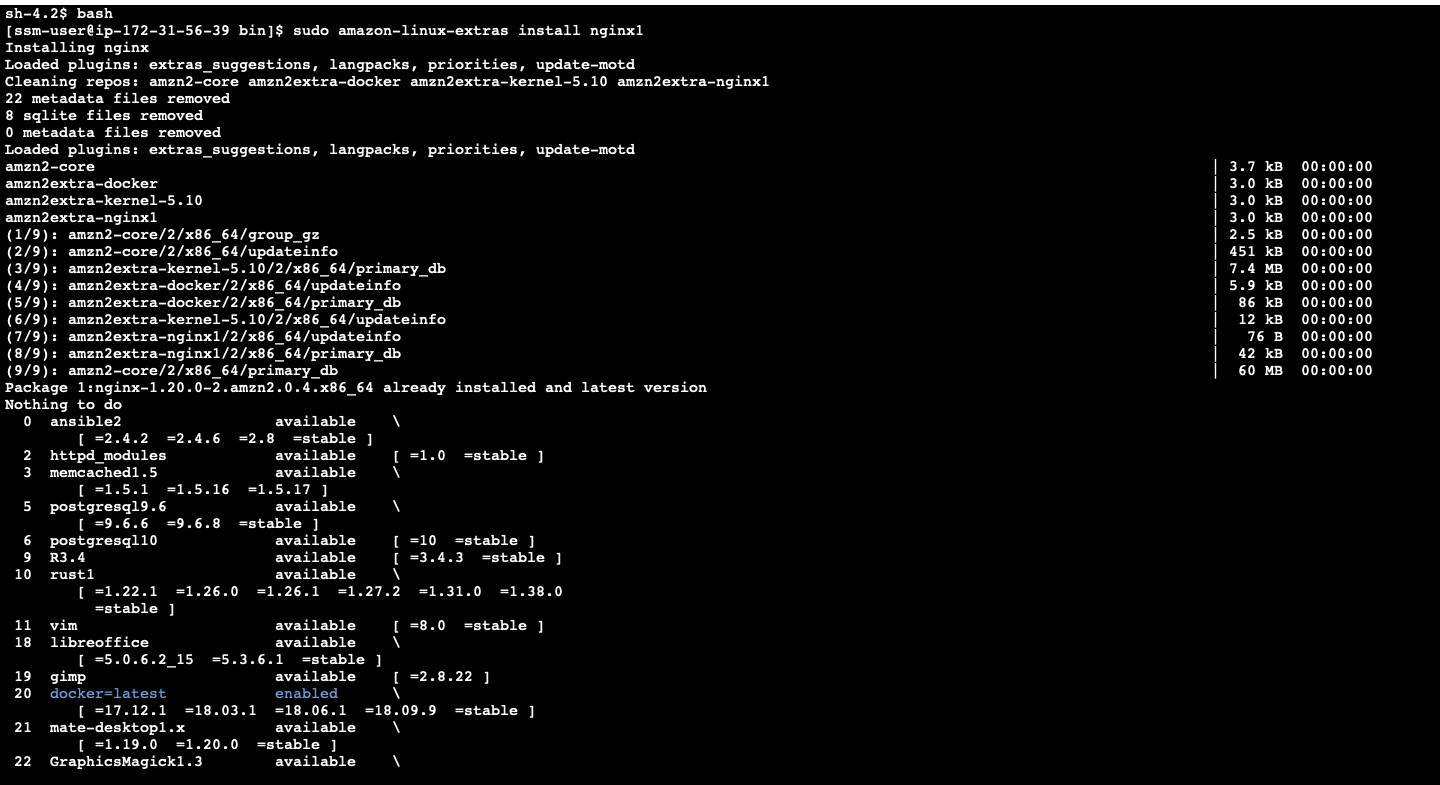 sh-4.2$ bash
[ssm-user@ip-172-31-56-39 bin]$ sudo amazon-linux-extras install nginx1
Installing nginx
Loaded plugins: extras_suggestions, langpacks, priorities, update-motd
Cleaning repos: amzn2-core amzn2extra-docker amzn2extra-kernel-5.10 amzn2extra-nginx1
22 metadata files removed
8 sqlite files removed
0 metadata files removed
Loaded plugins: extras_suggestions, langpacks, priorities, update-motd
amzn2-core | 3.7 kB 00:00:00
amzn2extra-docker | 3.0 kB 00:00:00
amzn2extra-kernel-5.10 | 3.0 kB 00:00:00
amzn2extra-nginx1 | 3.0 kB 00:00:00
(1/9): amzn2-core/2/x86_64/group_gz | 2.5 kB 00:00:00
(2/9): amzn2-core/2/x86_64/updateinfo | 451 kB 00:00:00
(3/9): amzn2extra-kernel-5.10/2/x86_64/primary_db | 7.4 MB 00:00:00
(4/9): amzn2extra-docker/2/x86_64/updateinfo | 5.9 kB 00:00:00
(5/9): amzn2extra-docker/2/x86_64/primary_db | 86 kB 00:00:00
(6/9): amzn2extra-kernel-5.10/2/x86_64/updateinfo | 12 kB 00:00:00
(7/9): amzn2extra-nginx1/2/x86_64/updateinfo | 76 B 00:00:00
(8/9): amzn2extra-nginx1/2/x86_64/primary_db | 42 kB 00:00:00
(9/9): amzn2-core/2/x86_64/primary_db | 60 MB 00:00:00
Package 1:nginx-1.20.0-2.amzn2.0.4.x86_64 already installed and latest version
Nothing to do
0 ansible2 available \
[ =2.4.2 =2.4.6 =2.8 =stable ]
2 httpd_modules available [ =1.0 =stable ]
3 memcached1.5 available \
[ =1.5.1 =1.5.16 =1.5.17 ]
5 postgresql9.6 available \
[ =9.6.6 =9.6.8 =stable ]
6 postgresql10 available [ =10 =stable ]
9 R3.4 available [ =3.4.3 =stable ]
10 rust1 available \
[ =1.22.1 =1.26.0 =1.26.1 =1.27.2 =1.31.0 =1.38.0
=stable ]
11 vim available [ =8.0 =stable ]
18 libreoffice available \
[ =5.0.6.2_15 =5.3.6.1 =stable ]
19 gimp available [ =2.8.22 ]
20 docker=latest enabled \
[ =17.12.1 =18.03.1 =18.06.1 =18.09.9 =stable ]
21 mate-desktop1.x available \
[ =1.19.0 =1.20.0 =stable ]
22 GraphicsMagick1.3 available \